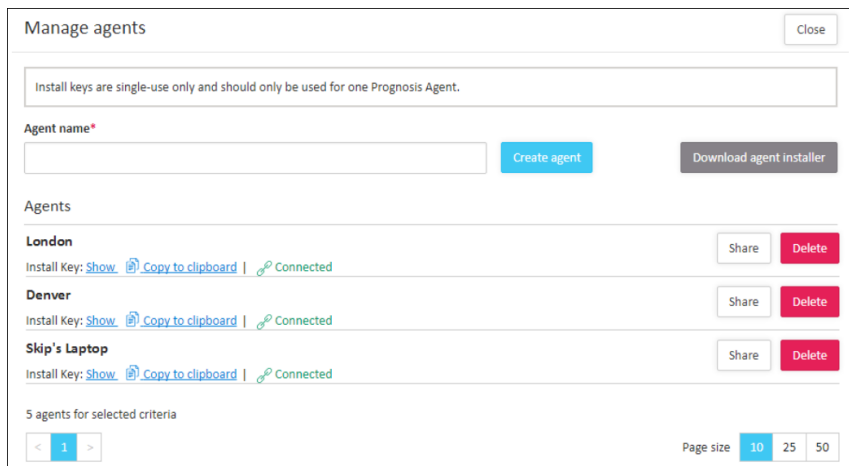 Manage agents
Close
Install keys are single-use only and should only be used for one Prognosis Agent.
Agent name*
Create agent
Download agent installer
Agents
London
Share
Delete
Install Key: Show Copy to clipboard | Connected
Denver
Share
Delete
Install Key: Show Copy to clipboard | Connected
Skip's Laptop
Share
Delete
Install Key: Show Copy to clipboard | Connected
5 agents for selected criteria
< 1 >
Page size 10 25 50